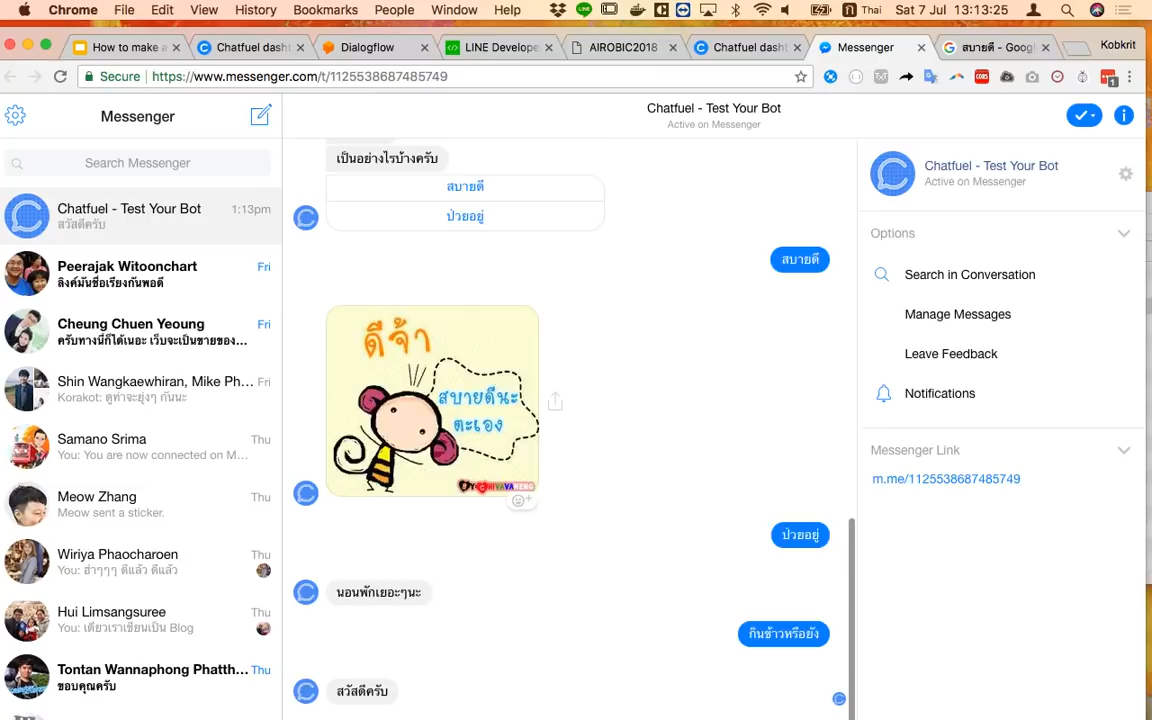 Chrome File Edit View History Bookmarks People Window Help Thai Sat 7 Jul 13:13:25
How to make a Chatfuel dash Dialogflow LINE Develope AIROBIC2018 Chatfuel dash Messenger สบายดี - Goog Kobkrit
Secure https://www.messenger.com/t/1125538687485749
Messenger
Search Messenger
Chatfuel - Test Your Bot 1:13pm
สวัสดีครับ
Peerajak Witoonchart Fri
ลิงค์มันชื่อเรียงกันพอดี
Cheung Chuen Yeoung Fri
ครับทางนี้ก็ได้เนอะ เว็บจะเป็นขายของ...
Shin Wangkaewhiran, Mike Ph... Fri
Korakot: ดูท่าจะยุ่งๆ กันนะ
Samano Srima Thu
You: You are now connected on M...
Meow Zhang Thu
Meow sent a sticker.
Wiriya Phaocharoen Thu
You: ฮ่าๆๆๆ ดีแล้ว ดีแล้ว
Hui Limsangsuree Thu
You: เดี๋ยวเราเขียนเป็น Blog
Tontan Wannaphong Phatth... Thu
ขอบคุณครับ
Chatfuel - Test Your Bot
Active on Messenger
เป็นอย่างไรบ้างครับ
สบายดี
ป่วยอยู่
สบายดี
ดีจ้า
สบายดีนะ
ตะเอง
ป่วยอยู่
นอนพักเยอะๆนะ
กินข้าวหรือยัง
สวัสดีครับ
Chatfuel - Test Your Bot
Active on Messenger
Options
Search in Conversation
Manage Messages
Leave Feedback
Notifications
Messenger Link
m.me/1125538687485749